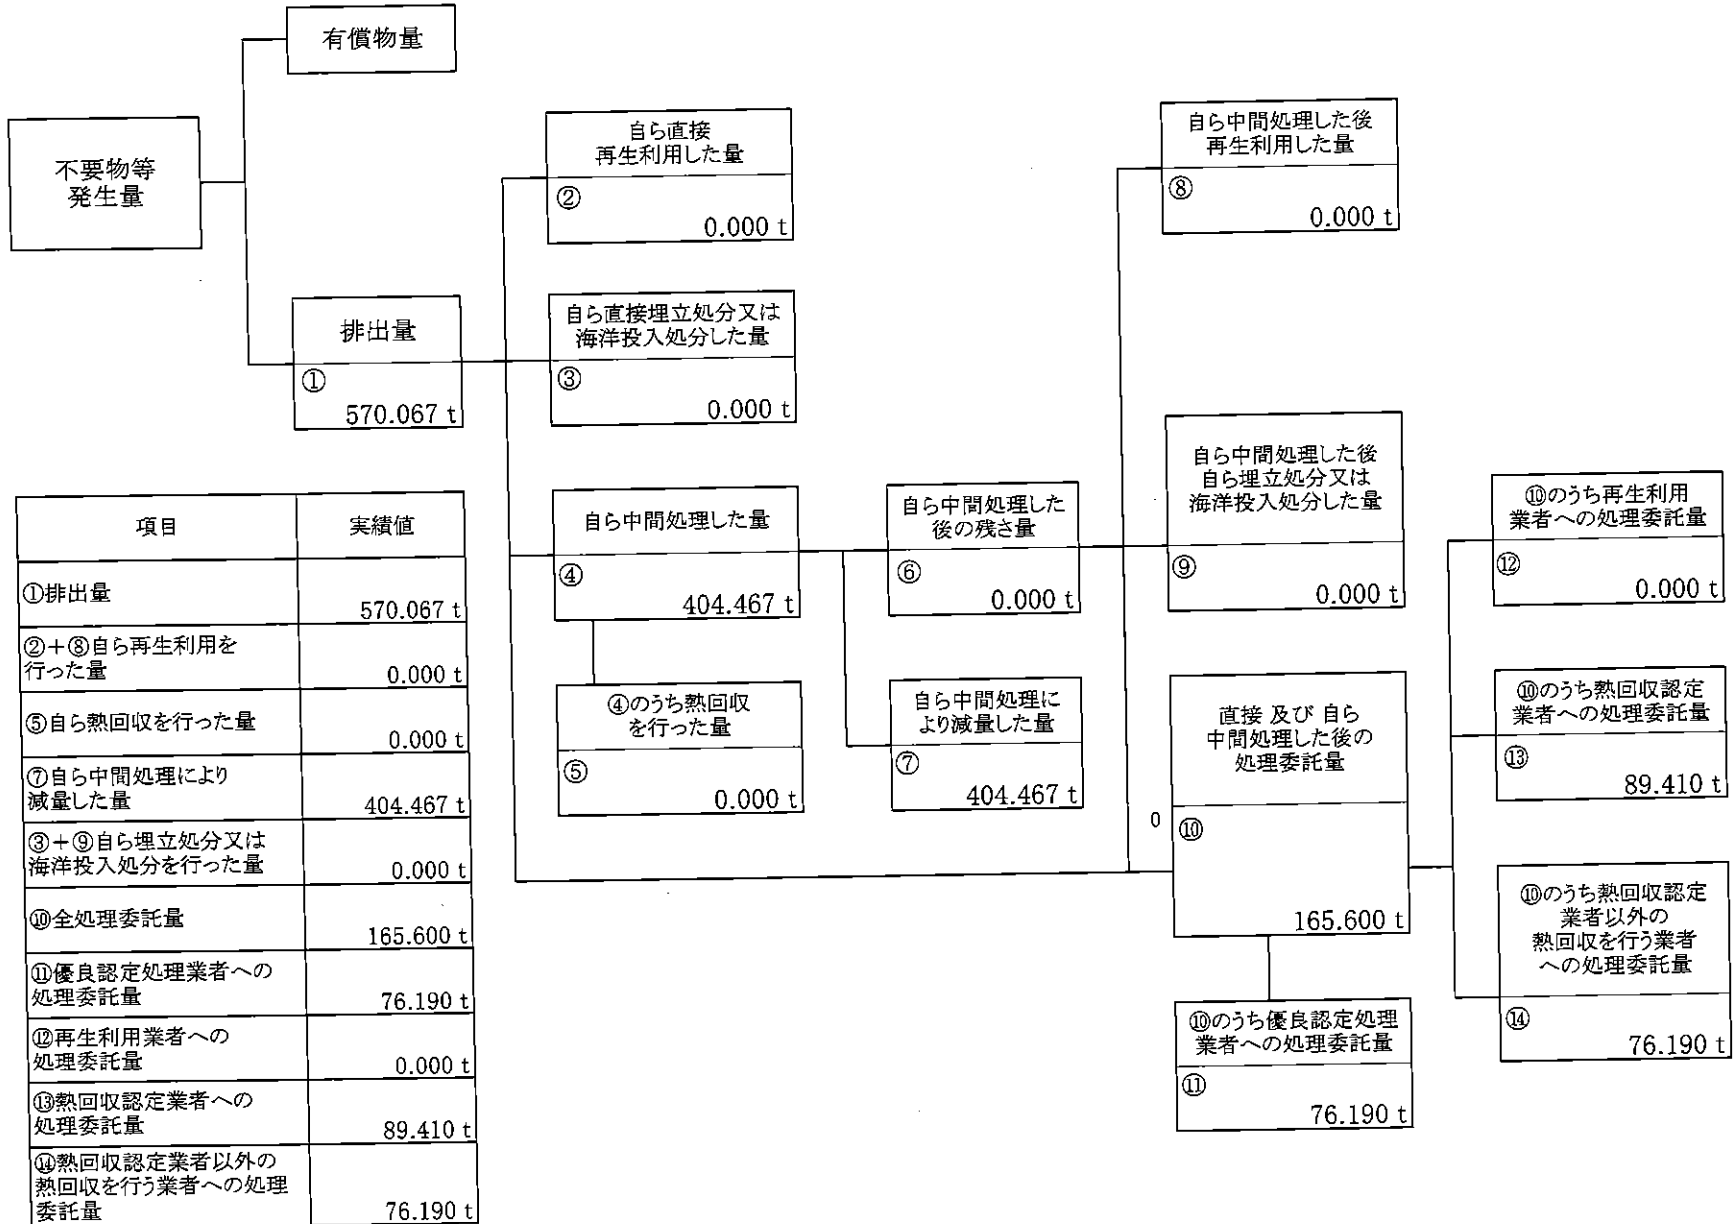 有償物量
不要物等
発生量
排出量
①
570.067 t
自ら直接
再生利用した量
②
0.000 t
自ら直接埋立処分又は
海洋投入処分した量
③
0.000 t
自ら中間処理した量
④
404.467 t
④のうち熱回収
を行った量
⑤
0.000 t
自ら中間処理した
後の残さ量
⑥
0.000 t
自ら中間処理に
より減量した量
⑦
404.467 t
自ら中間処理した後
再生利用した量
⑧
0.000 t
自ら中間処理した後
自ら埋立処分又は
海洋投入処分した量
⑨
0.000 t
直接 及び 自ら
中間処理した後の
処理委託量
0
⑩
165.600 t
⑩のうち優良認定処理
業者への処理委託量
⑪
76.190 t
⑩のうち再生利用
業者への処理委託量
⑫
0.000 t
⑩のうち熱回収認定
業者への処理委託量
⑬
89.410 t
⑩のうち熱回収認定
業者以外の
熱回収を行う業者
への処理委託量
⑭
76.190 t
項目 実績値
①排出量
570.067 t
②+⑧自ら再生利用を
行った量
0.000 t
⑤自ら熱回収を行った量
0.000 t
⑦自ら中間処理により
減量した量
404.467 t
③+⑨自ら埋立処分又は
海洋投入処分を行った量
0.000 t
⑩全処理委託量
165.600 t
⑪優良認定処理業者への
処理委託量
76.190 t
⑫再生利用業者への
処理委託量
0.000 t
⑬熱回収認定業者への
処理委託量
89.410 t
⑭熱回収認定業者以外の
熱回収を行う業者への処理
委託量
76.190 t